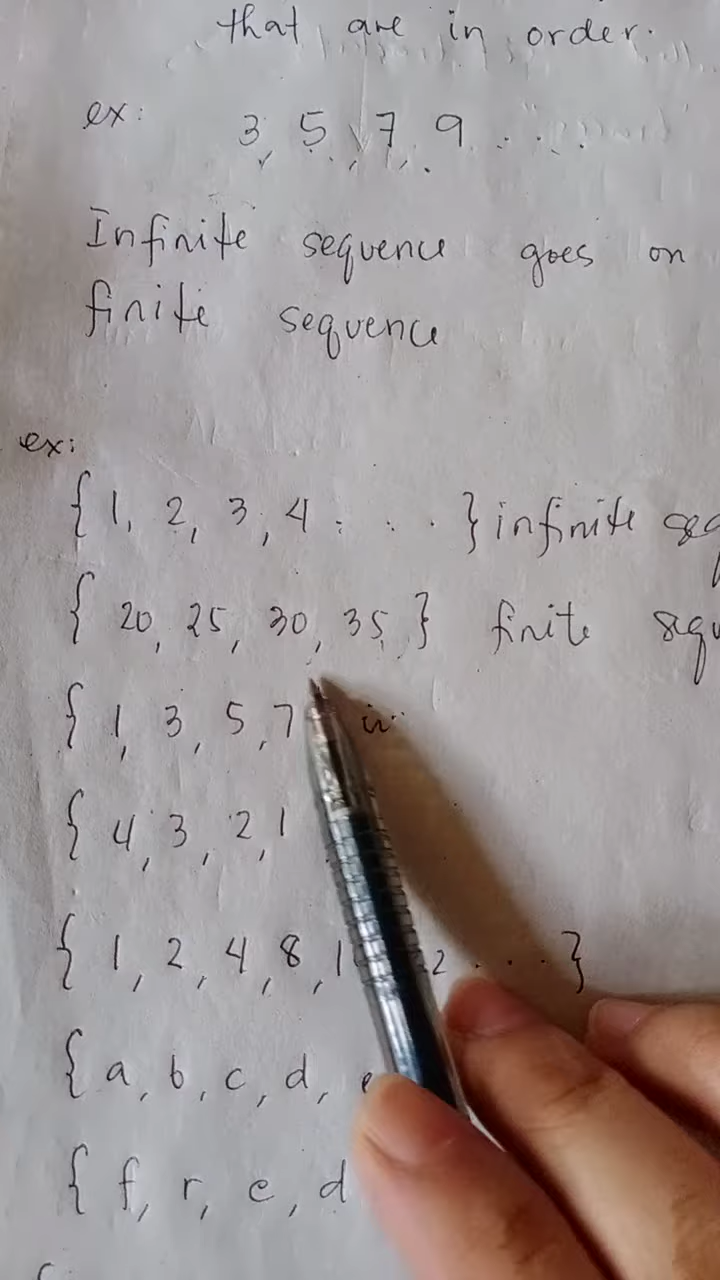 that are in order.
ex: 3, 5, 7, 9 . . . .
Infinite sequence goes on
finite sequence
ex:
{ 1, 2, 3, 4 . . . . } infinite
{ 20, 25, 30, 35 } finite
{ 1, 3, 5, 7
{ 4, 3, 2, 1
{ 1, 2, 4, 8, 1 2 . . . . }
{ a, b, c, d,
{ f, r, e, d